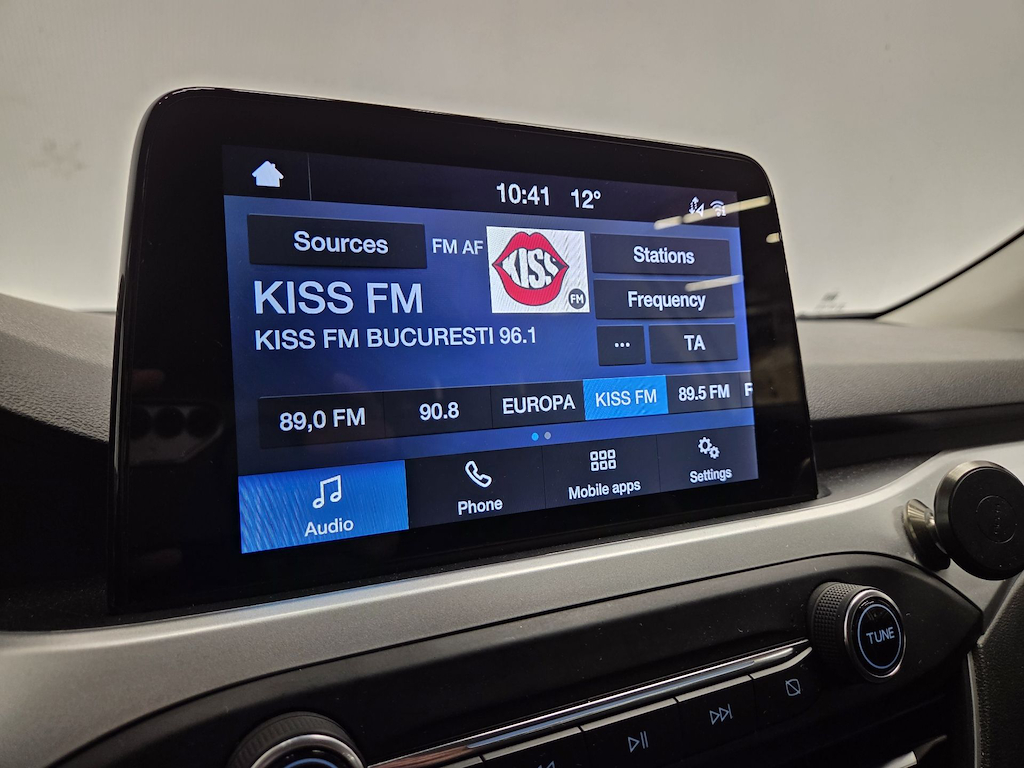 10:41 12°
Sources FM AF KISS FM Stations
KISS FM Frequency
KISS FM BUCURESTI 96.1 ... TA
89,0 FM 90.8 EUROPA KISS FM 89.5 FM F
Audio Phone Mobile apps Settings
TUNE